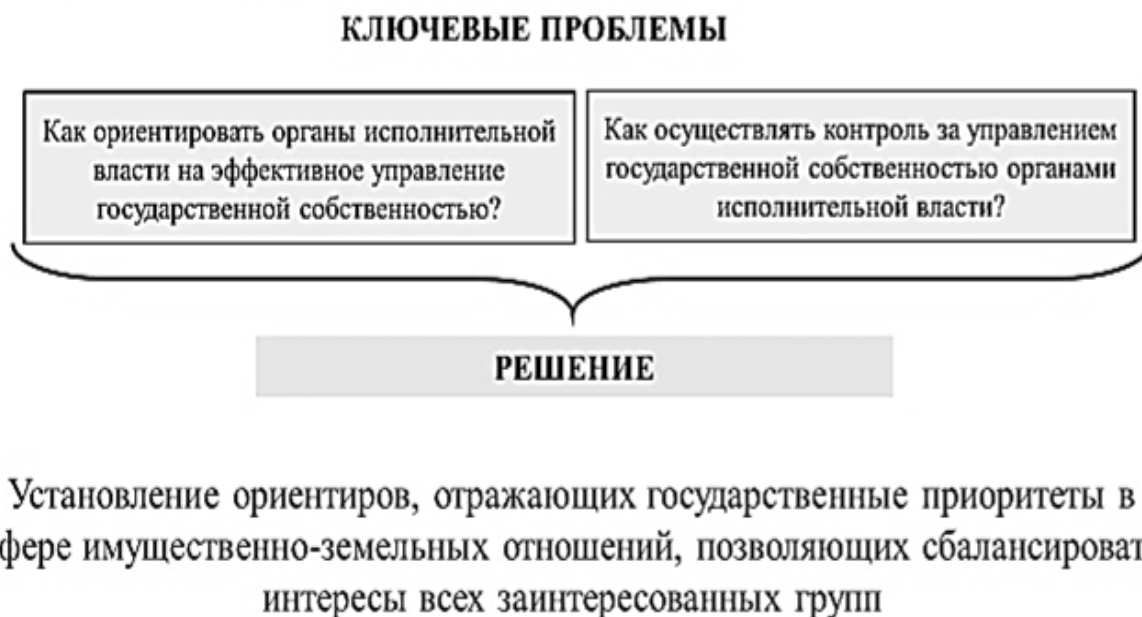 КЛЮЧЕВЫЕ ПРОБЛЕМЫ
Как ориентировать органы исполнительной
власти на эффективное управление
государственной собственностью?
Как осуществлять контроль за управлением
государственной собственностью органами
исполнительной власти?
РЕШЕНИЕ
Установление ориентиров, отражающих государственные приоритеты в
фере имущественно-земельных отношений, позволяющих сбалансироват
интересы всех заинтересованных групп